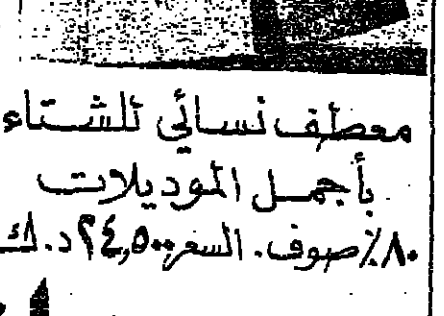 معطف نسائي للشتاء
بأجمل الموديلات
٨٠٪ صوف. السعر ٢٤,٥٠٠ د. ك